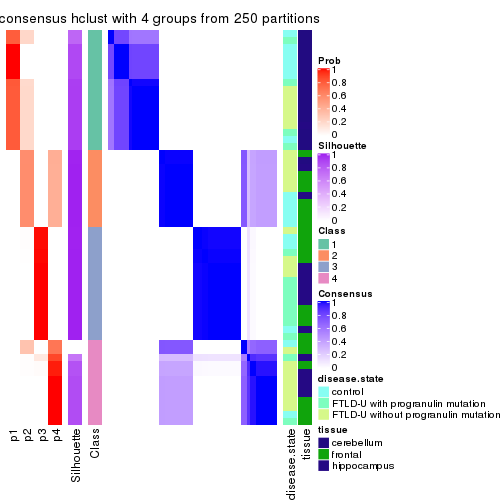 consensus hclust with 4 groups from 250 partitions
Prob
1
0.8
0.6
0.4
0.2
0
Silhouette
1
0.8
0.6
0.4
0.2
0
Class
1
2
3
4
Consensus
1
0.8
0.6
0.4
0.2
0
disease.state
control
FTLD-U with progranulin mutation
FTLD-U without progranulin mutation
tissue
cerebellum
frontal
hippocampus
p1
p2
p3
p4
Silhouette
Class
disease.state
tissue